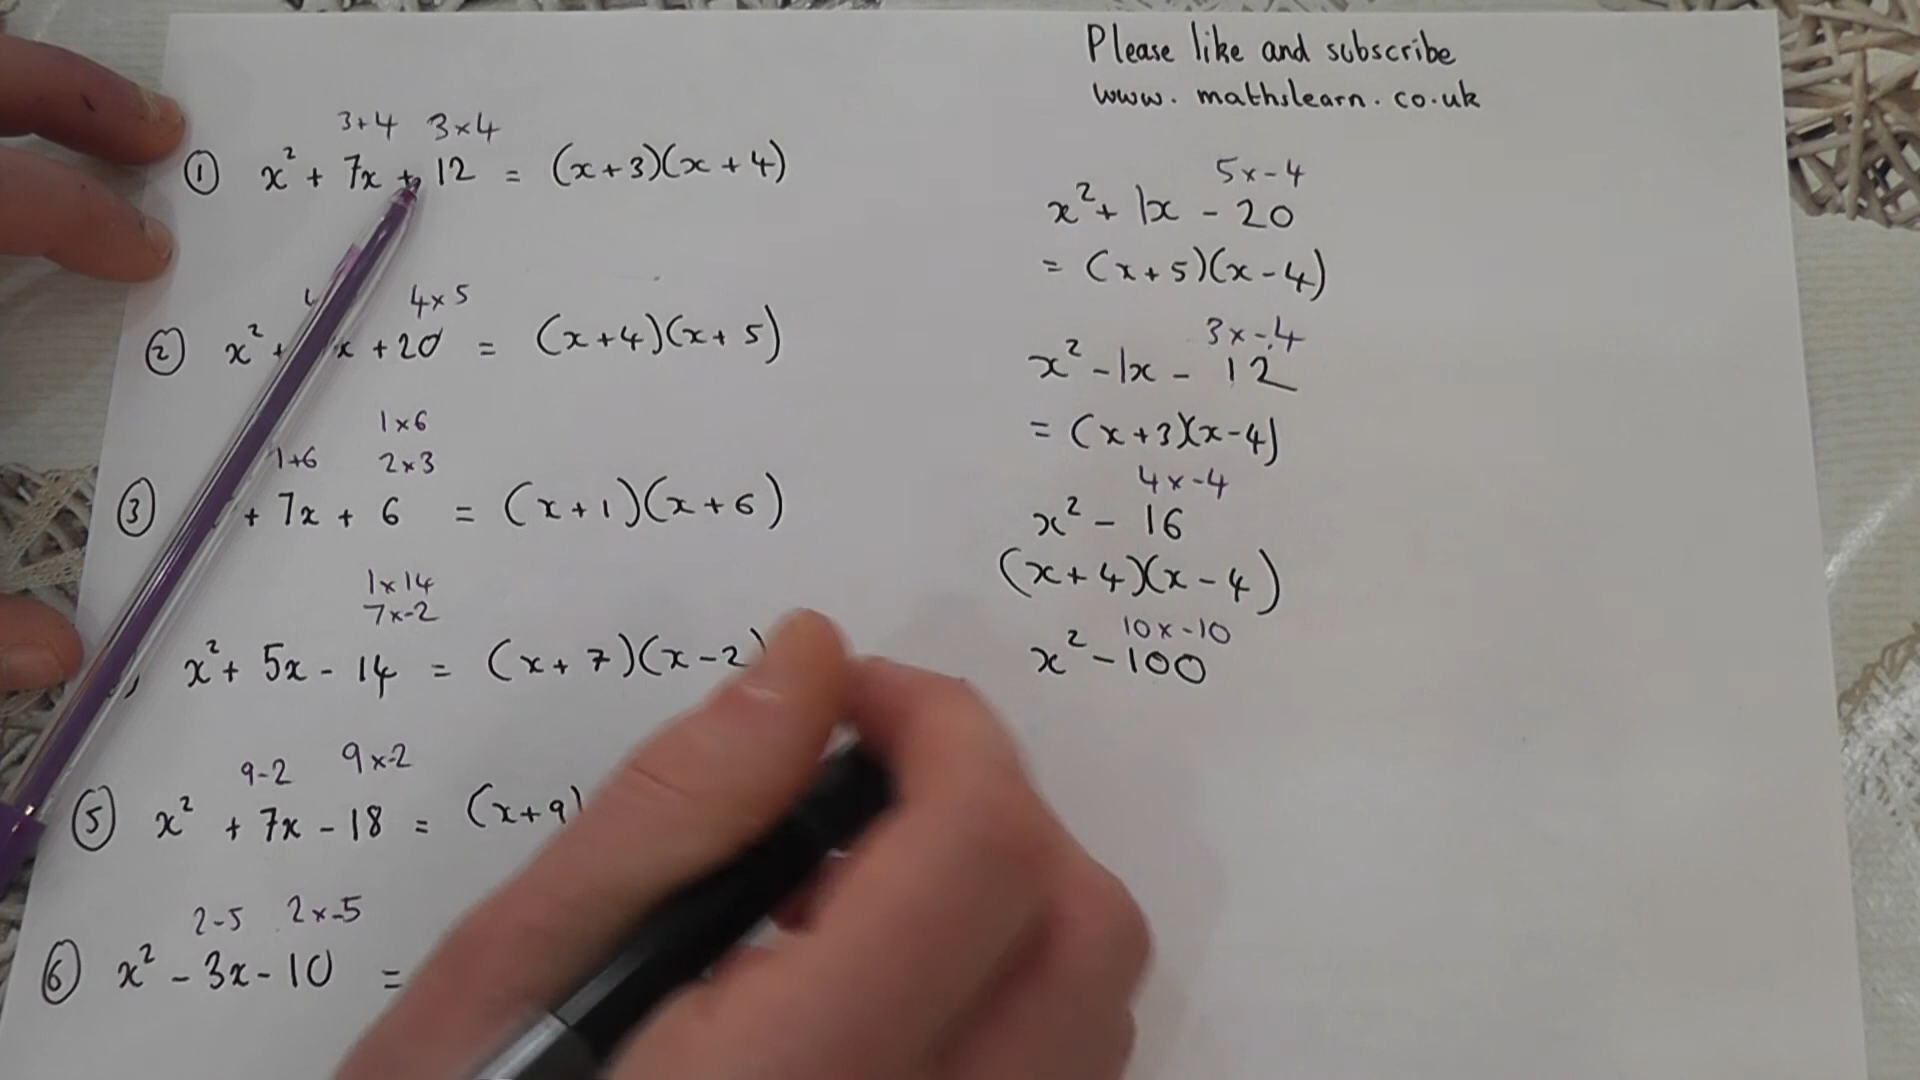 3+4 3×4
① x² + 7x + 12 = (x+3)(x+4)
4×5
② x² + x + 20 = (x+4)(x+5)
1×6
1+6 2×3
③ + 7x + 6 = (x+1)(x+6)
1×14
7×-2
x² + 5x - 14 = (x+7)(x-2)
9-2 9×-2
⑤ x² + 7x - 18 = (x+9)
2-5 2×-5
⑥ x² - 3x - 10 =
Please like and subscribe
www.mathslearn.co.uk
5×-4
x² + 1x - 20
= (x+5)(x-4)
3×-4
x² - 1x - 12
= (x+3)(x-4)
4×-4
x² - 16
(x+4)(x-4)
10×-10
x² - 100